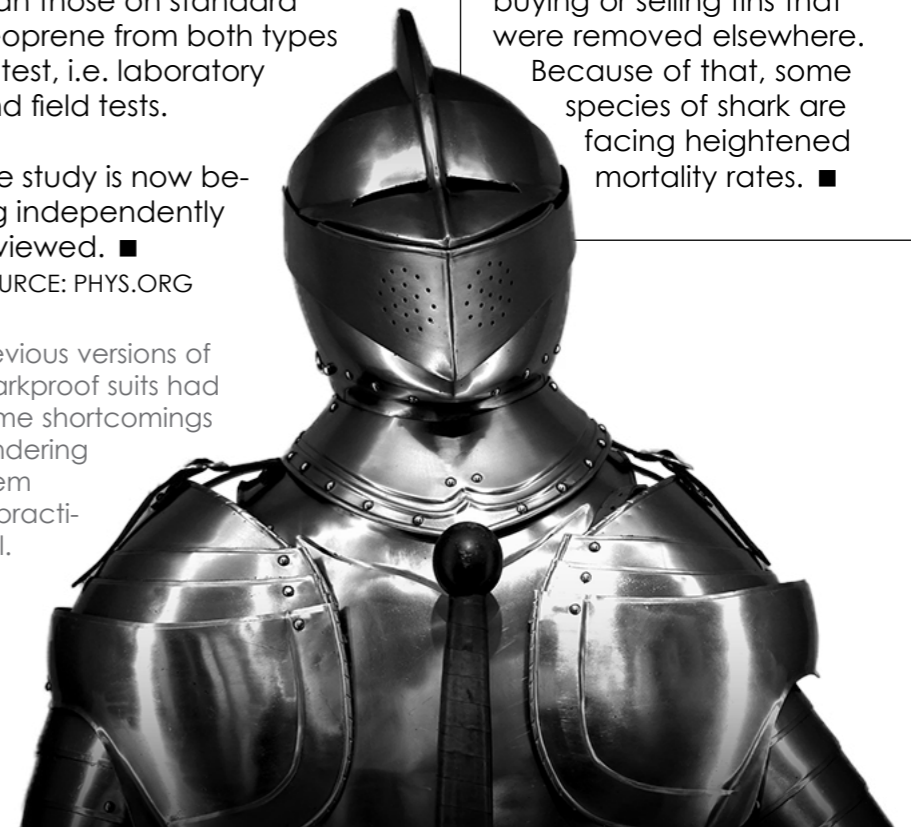 an those on standard
eoprene from both types
test, i.e. laboratory
nd field tests.
e study is now be-
g independently
viewed. ■
URCE: PHYS.ORG
evious versions of
arkproof suits had
me shortcomings
ndering
em
practi-
l.
buying or selling fins that
were removed elsewhere.
Because of that, some
species of shark are
facing heightened
mortality rates. ■